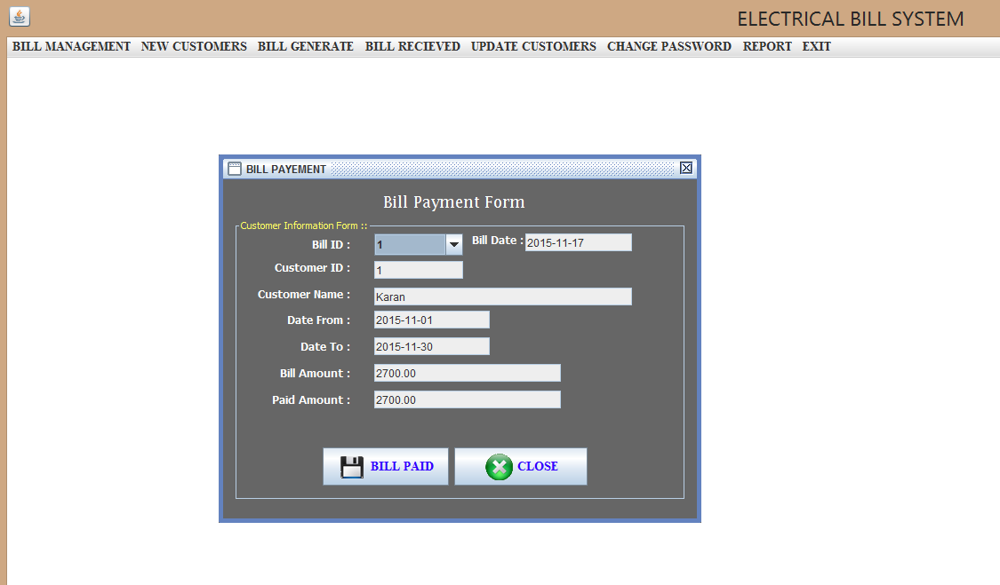 ELECTRICAL BILL SYSTEM
BILL MANAGEMENT NEW CUSTOMERS BILL GENERATE BILL RECIEVED UPDATE CUSTOMERS CHANGE PASSWORD REPORT EXIT
BILL PAYEMENT
Bill Payment Form
Customer Information Form ::
Bill ID : 1 Bill Date : 2015-11-17
Customer ID : 1
Customer Name : Karan
Date From : 2015-11-01
Date To : 2015-11-30
Bill Amount : 2700.00
Paid Amount : 2700.00
BILL PAID CLOSE